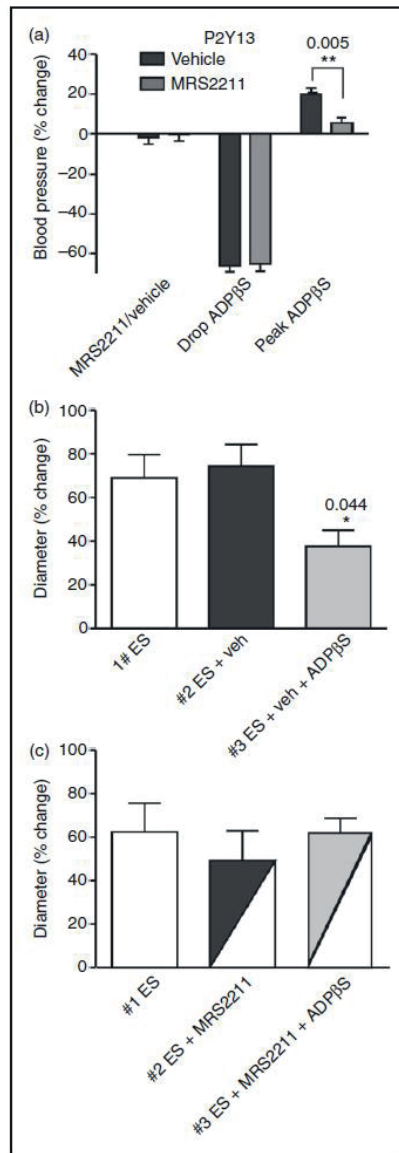 (a)
P2Y13
Vehicle
MRS2211
0.005
**
Blood pressure (% change)
40
20
0
−20
−40
−60
MRS2211/vehicle
Drop ADPβS
Peak ADPβS
(b)
Diameter (% change)
100
80
60
40
20
0
0.044
*
1# ES
#2 ES + veh
#3 ES + veh + ADPβS
(c)
Diameter (% change)
100
80
60
40
20
0
#1 ES
#2 ES + MRS2211
#3 ES + MRS2211 + ADPβS